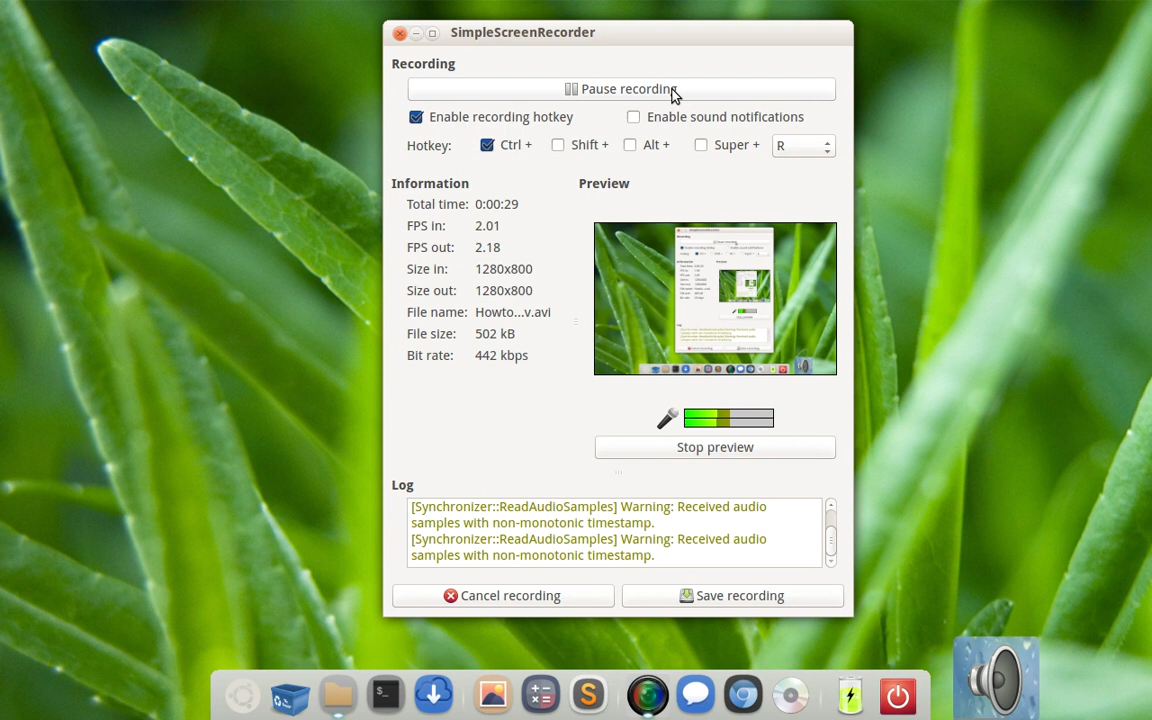 SimpleScreenRecorder
Recording
Pause recording
Enable recording hotkey Enable sound notifications
Hotkey: Ctrl + Shift + Alt + Super + R
Information
Preview
Total time: 0:00:29
FPS in: 2.01
FPS out: 2.18
Size in: 1280x800
Size out: 1280x800
File name: Howto...v.avi
File size: 502 kB
Bit rate: 442 kbps
Stop preview
Log
[Synchronizer::ReadAudioSamples] Warning: Received audio
samples with non-monotonic timestamp.
[Synchronizer::ReadAudioSamples] Warning: Received audio
samples with non-monotonic timestamp.
Cancel recording Save recording